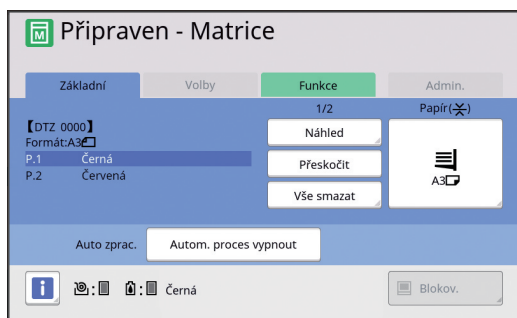 Připraven - Matrice
Základní Volby Funkce Admin.
1/2 Papír(
【DTZ 0000】
Formát:A3
P.1 Černá
P.2 Červená
Náhled
Přeskočit
Vše smazat
A3
Auto zprac. Autom. proces vypnout
i : : Černá Blokov.